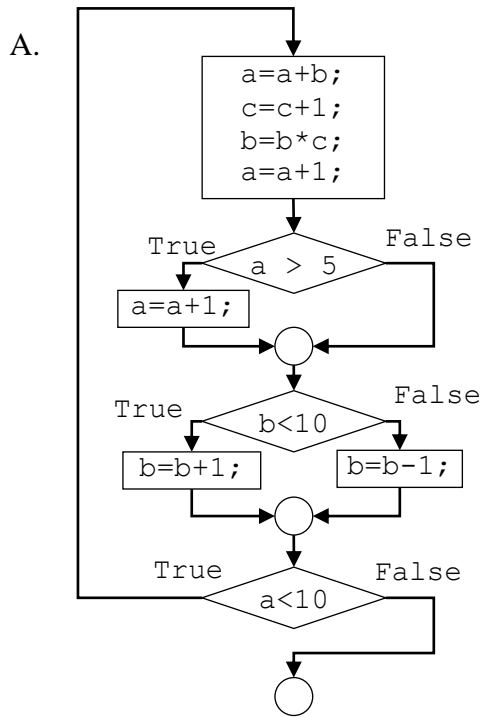 A.
a=a+b;
c=c+1;
b=b*c;
a=a+1;
True
False
a > 5
a=a+1;
True
False
b<10
b=b+1;
b=b-1;
True
False
a<10